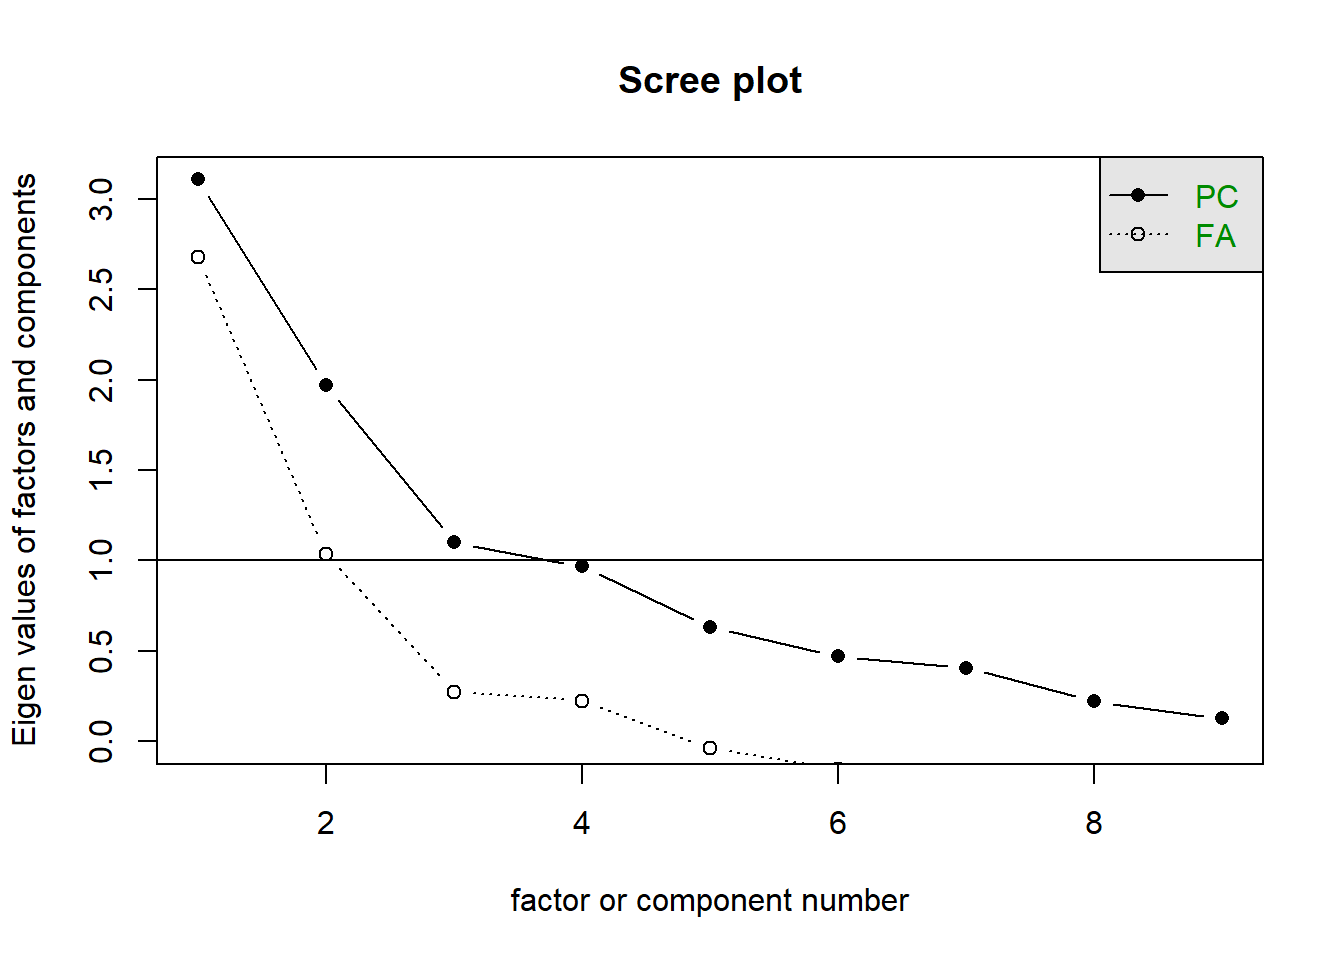 Scree plot
PC
FA
Eigen values of factors and components
3.0
2.5
2.0
1.5
1.0
0.5
0.0
2
4
6
8
factor or component number